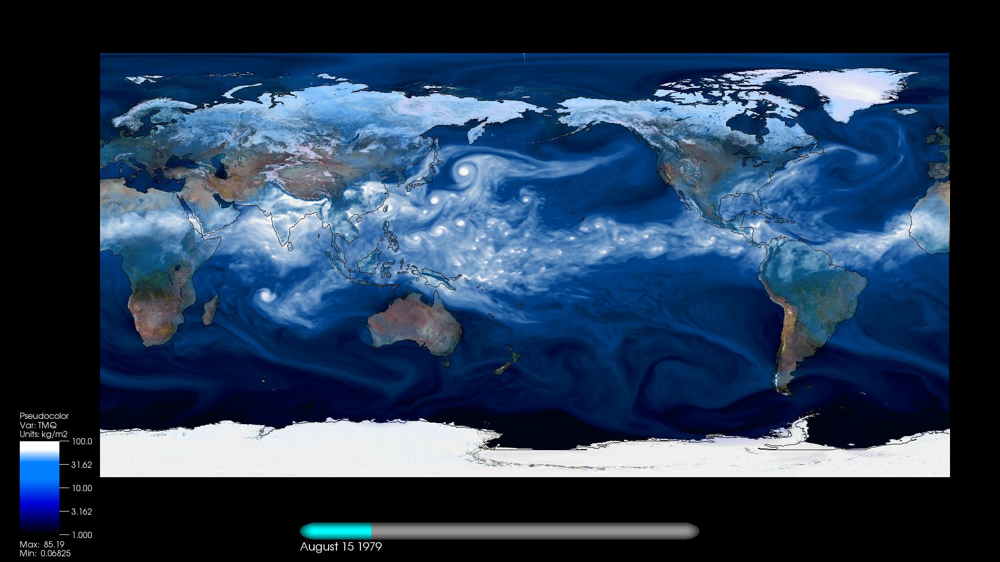 Pseudocolor
Var: TMQ
Units: kg/m2
100.0
31.62
10.00
3.162
1.000
Max: 85.19
Min: 0.06825
August 15 1979